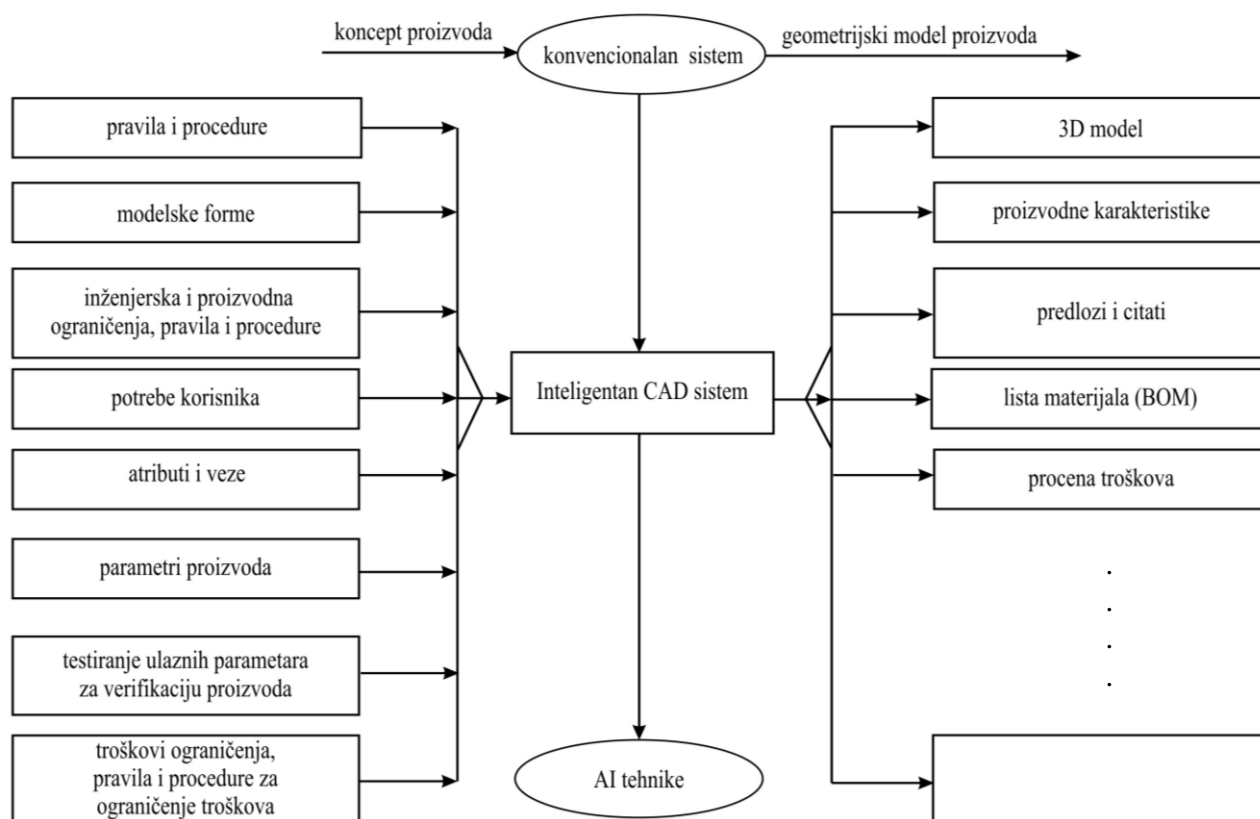 koncept proizvoda
konvencionalan sistem
geometrijski model proizvoda
pravila i procedure
modelske forme
inženjerska i proizvodna
ograničenja, pravila i procedure
potrebe korisnika
atributi i veze
parametri proizvoda
testiranje ulaznih parametara
za verifikaciju proizvoda
troškovi ograničenja,
pravila i procedure za
ograničenje troškova
Inteligentan CAD sistem
AI tehnike
3D model
proizvodne karakteristike
predlozi i citati
lista materijala (BOM)
procena troškova
.
.
.
.